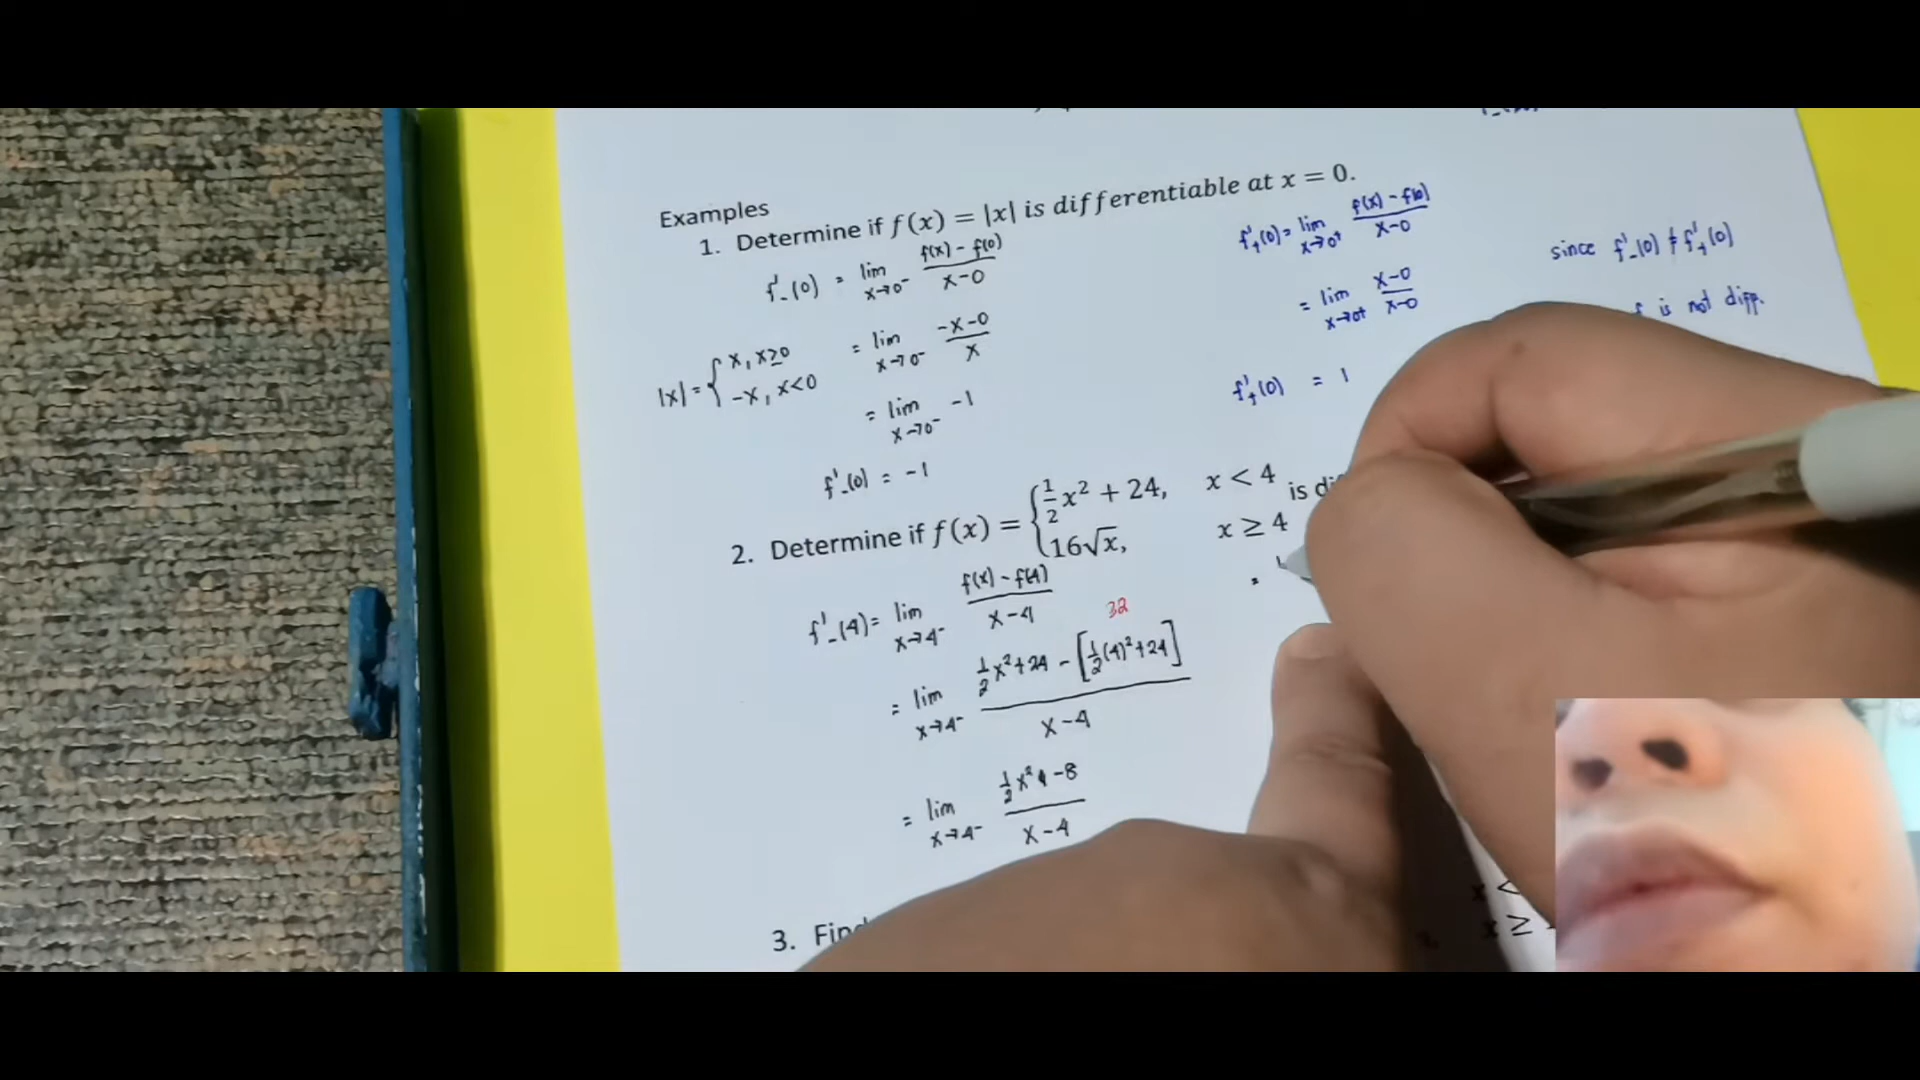 Examples
1. Determine if f(x) = |x| is differentiable at x = 0.
f'₋(0) = lim x→0⁻ (f(x) - f(0))/(x-0)
|x| = { x, x≥0
-x, x<0
= lim x→0⁻ (-x-0)/x
= lim x→0⁻ -1
f'₋(0) = -1
f'₊(0) = lim x→0⁺ (f(x) - f(0))/(x-0)
= lim x→0⁺ (x-0)/(x-0)
f'₊(0) = 1
since f'₋(0) ≠ f'₊(0)
f is not diff.
2. Determine if f(x) = { ½x² + 24, x < 4
16√x, x ≥ 4
is
f'₋(4) = lim x→4⁻ (f(x) - f(4))/(x-4)
32
= lim x→4⁻ (½x²+24 - [½(4)²+24])/(x-4)
= lim x→4⁻ (½x² -8)/(x-4)
=
3.
x <
x ≥